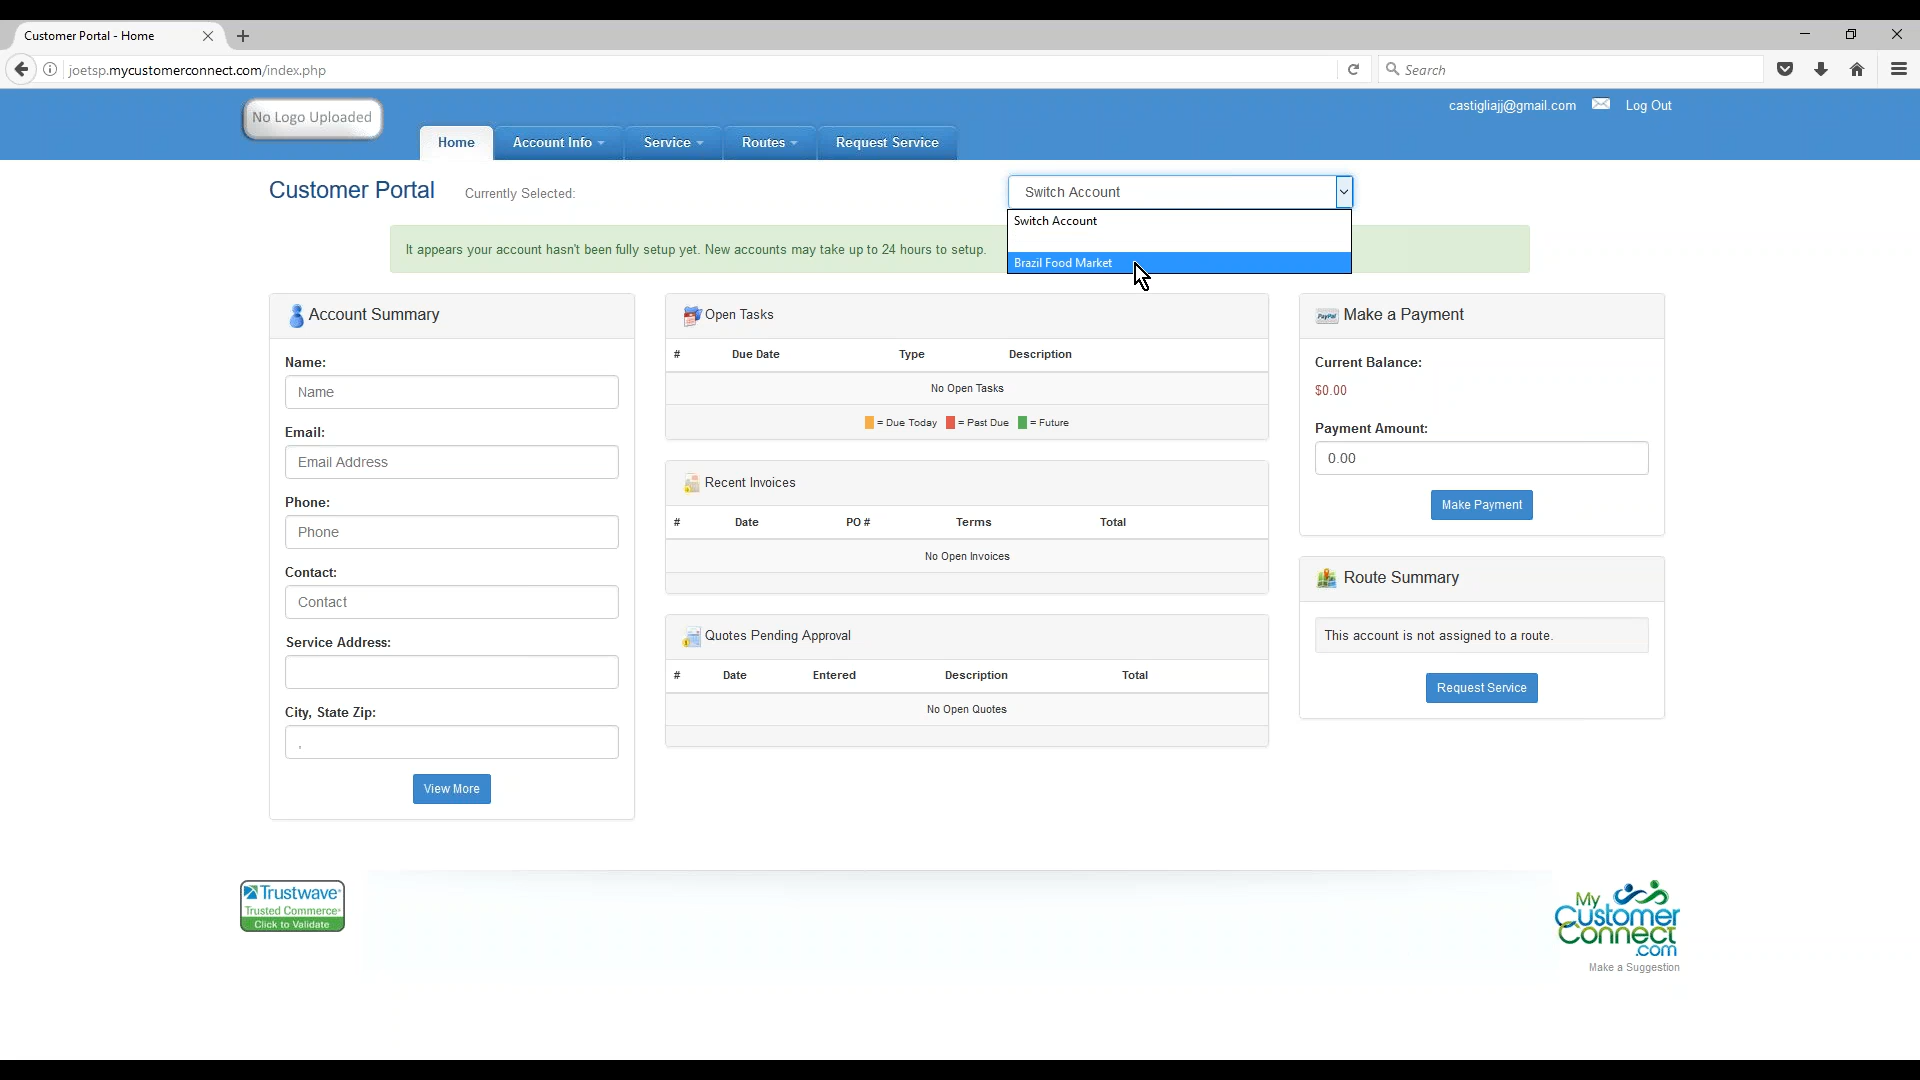 Customer Portal - Home
joetsp.mycustomerconnect.com/index.php
Search
No Logo Uploaded
castigliajj@gmail.com
Log Out
Home
Account Info
Service
Routes
Request Service
Customer Portal
Currently Selected:
Switch Account
Switch Account
Brazil Food Market
It appears your account hasn't been fully setup yet. New accounts may take up to 24 hours to setup.
Account Summary
Name:
Name
Email:
Email Address
Phone:
Phone
Contact:
Contact
Service Address:
City, State Zip:
,
View More
Open Tasks
# Due Date Type Description
No Open Tasks
= Due Today = Past Due = Future
Recent Invoices
# Date PO # Terms Total
No Open Invoices
Quotes Pending Approval
# Date Entered Description Total
No Open Quotes
PayPal Make a Payment
Current Balance:
$0.00
Payment Amount:
0.00
Make Payment
Route Summary
This account is not assigned to a route.
Request Service
Trustwave
Trusted Commerce
Click to Validate
My
Customer
Connect
.com
Make a Suggestion